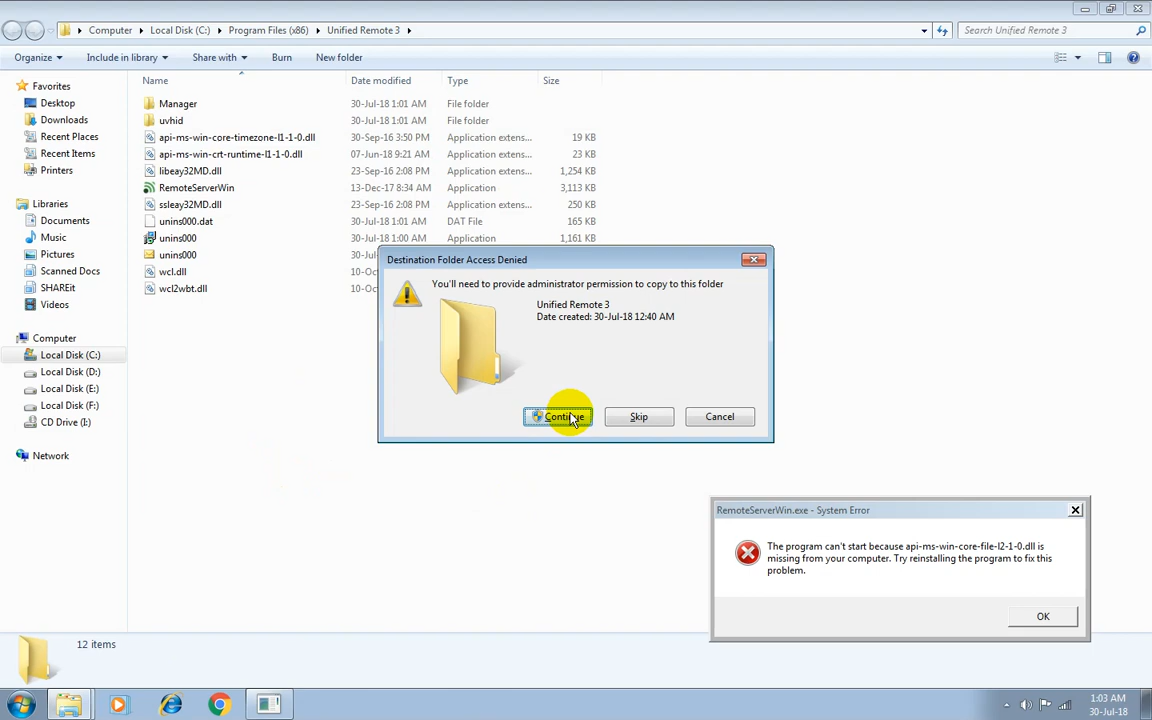 Computer ▸ Local Disk (C:) ▸ Program Files (x86) ▸ Unified Remote 3 ▸
Search Unified Remote 3
Organize
Include in library
Share with
Burn
New folder
Name
Date modified
Type
Size
Favorites
Desktop
Downloads
Recent Places
Recent Items
Printers
Libraries
Documents
Music
Pictures
Scanned Docs
SHAREit
Videos
Computer
Local Disk (C:)
Local Disk (D:)
Local Disk (E:)
Local Disk (F:)
CD Drive (I:)
Network
Manager 30-Jul-18 1:01 AM File folder
uvhid 30-Jul-18 1:01 AM File folder
api-ms-win-core-timezone-l1-1-0.dll 30-Sep-16 3:50 PM Application extens... 19 KB
api-ms-win-crt-runtime-l1-1-0.dll 07-Jun-18 9:21 AM Application extens... 23 KB
libeay32MD.dll 23-Sep-16 2:08 PM Application extens... 1,254 KB
RemoteServerWin 13-Dec-17 8:34 AM Application 3,113 KB
ssleay32MD.dll 23-Sep-16 2:08 PM Application extens... 250 KB
unins000.dat 30-Jul-18 1:01 AM DAT File 165 KB
unins000 30-Jul-18 1:00 AM Application 1,161 KB
unins000 30-Jul
wcl.dll 10-Oc
wcl2wbt.dll 10-Oc
Destination Folder Access Denied
You'll need to provide administrator permission to copy to this folder
Unified Remote 3
Date created: 30-Jul-18 12:40 AM
Continue
Skip
Cancel
RemoteServerWin.exe - System Error
The program can't start because api-ms-win-core-file-l2-1-0.dll is
missing from your computer. Try reinstalling the program to fix this
problem.
OK
12 items
1:03 AM
30-Jul-18